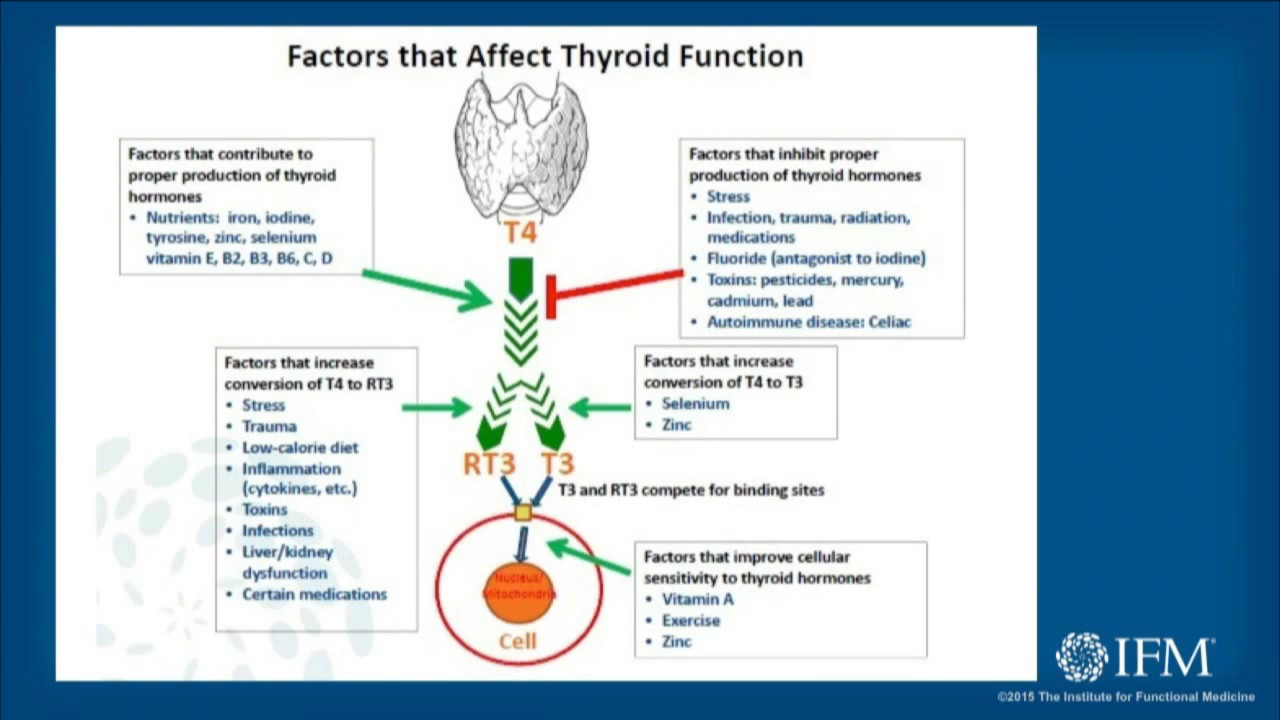 Factors that Affect Thyroid Function
Factors that contribute to
proper production of thyroid
hormones
• Nutrients: iron, iodine,
tyrosine, zinc, selenium
vitamin E, B2, B3, B6, C, D
Factors that inhibit proper
production of thyroid hormones
• Stress
• Infection, trauma, radiation,
medications
• Fluoride (antagonist to iodine)
• Toxins: pesticides, mercury,
cadmium, lead
• Autoimmune disease: Celiac
T4
Factors that increase
conversion of T4 to RT3
• Stress
• Trauma
• Low-calorie diet
• Inflammation
(cytokines, etc.)
• Toxins
• Infections
• Liver/kidney
dysfunction
• Certain medications
Factors that increase
conversion of T4 to T3
• Selenium
• Zinc
RT3
T3
T3 and RT3 compete for binding sites
Nucleus/
Mitochondria
Cell
Factors that improve cellular
sensitivity to thyroid hormones
• Vitamin A
• Exercise
• Zinc
IFM
©2015 The Institute for Functional Medicine